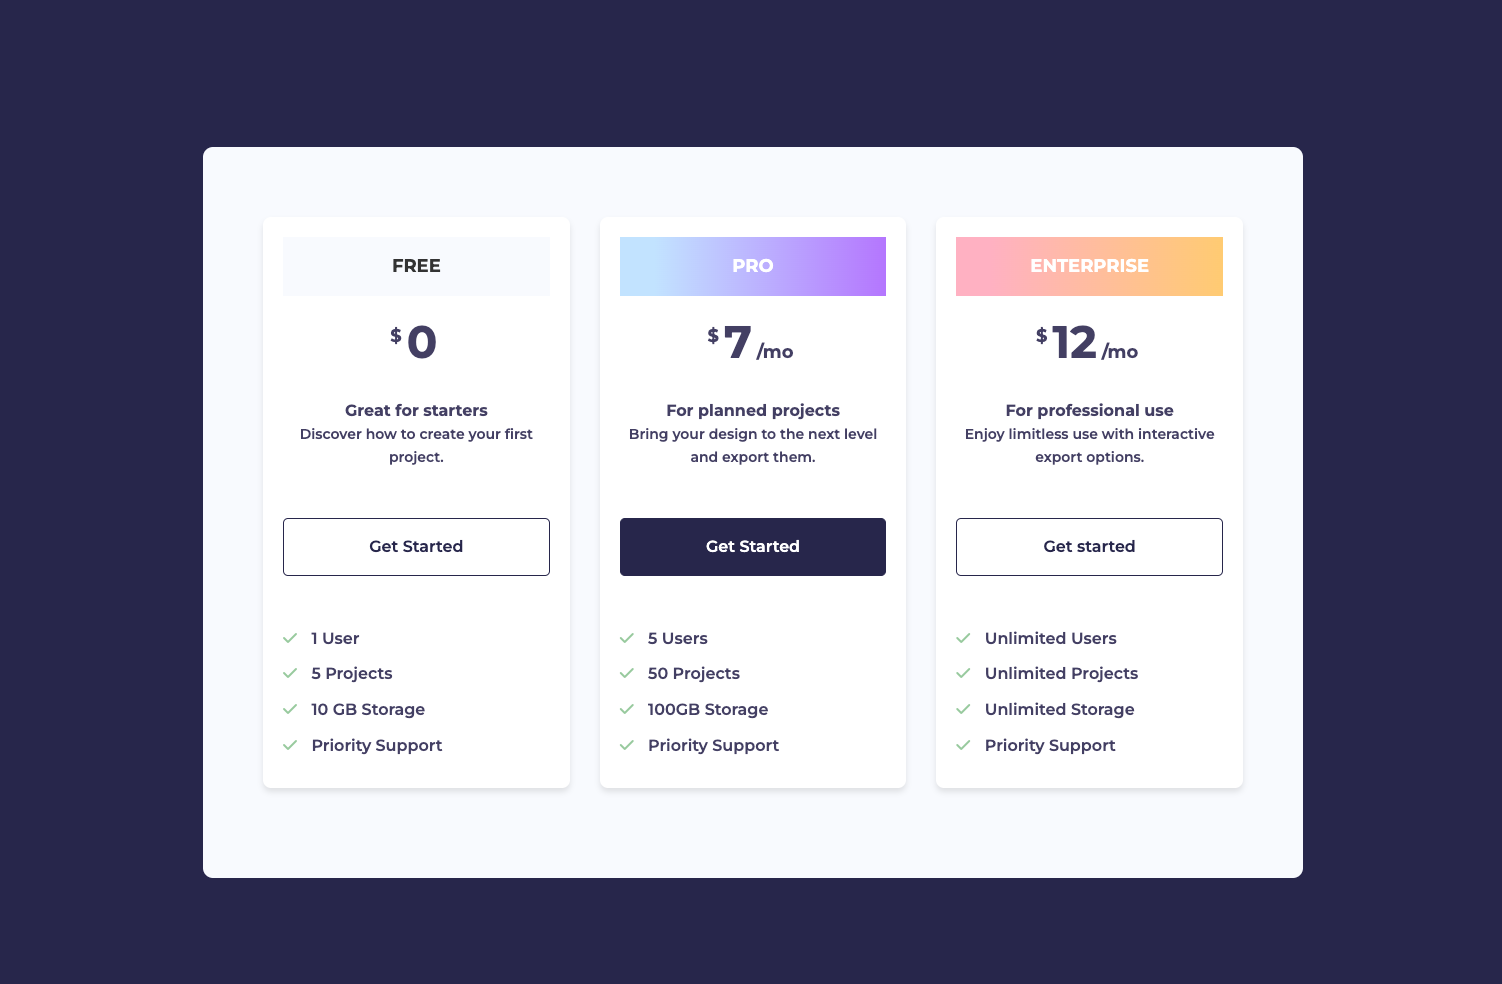 FREE
$ 0
Great for starters
Discover how to create your first
project.
Get Started
1 User
5 Projects
10 GB Storage
Priority Support
PRO
$ 7 /mo
For planned projects
Bring your design to the next level
and export them.
Get Started
5 Users
50 Projects
100GB Storage
Priority Support
ENTERPRISE
$ 12 /mo
For professional use
Enjoy limitless use with interactive
export options.
Get started
Unlimited Users
Unlimited Projects
Unlimited Storage
Priority Support